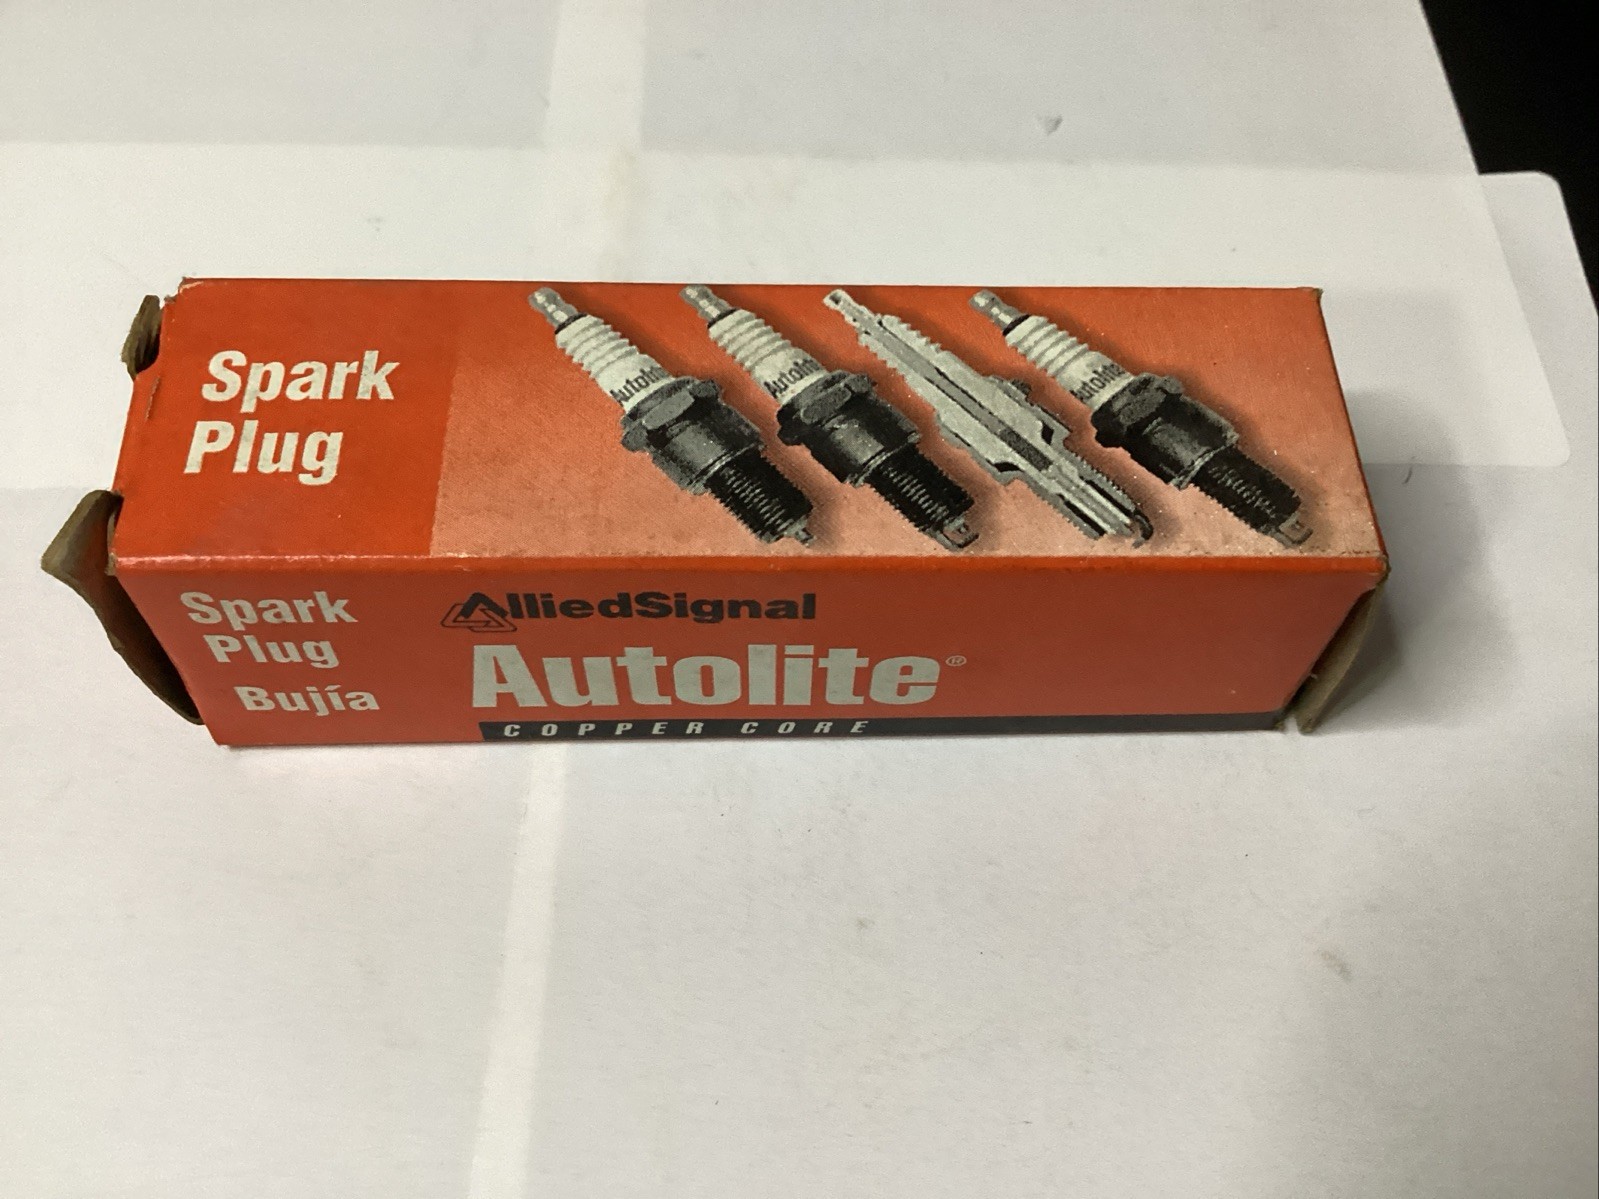 Spark
Plug
Autolite
Autolite
Autolite
Spark
Plug
Bujía
AlliedSignal
Autolite®
COPPER CORE